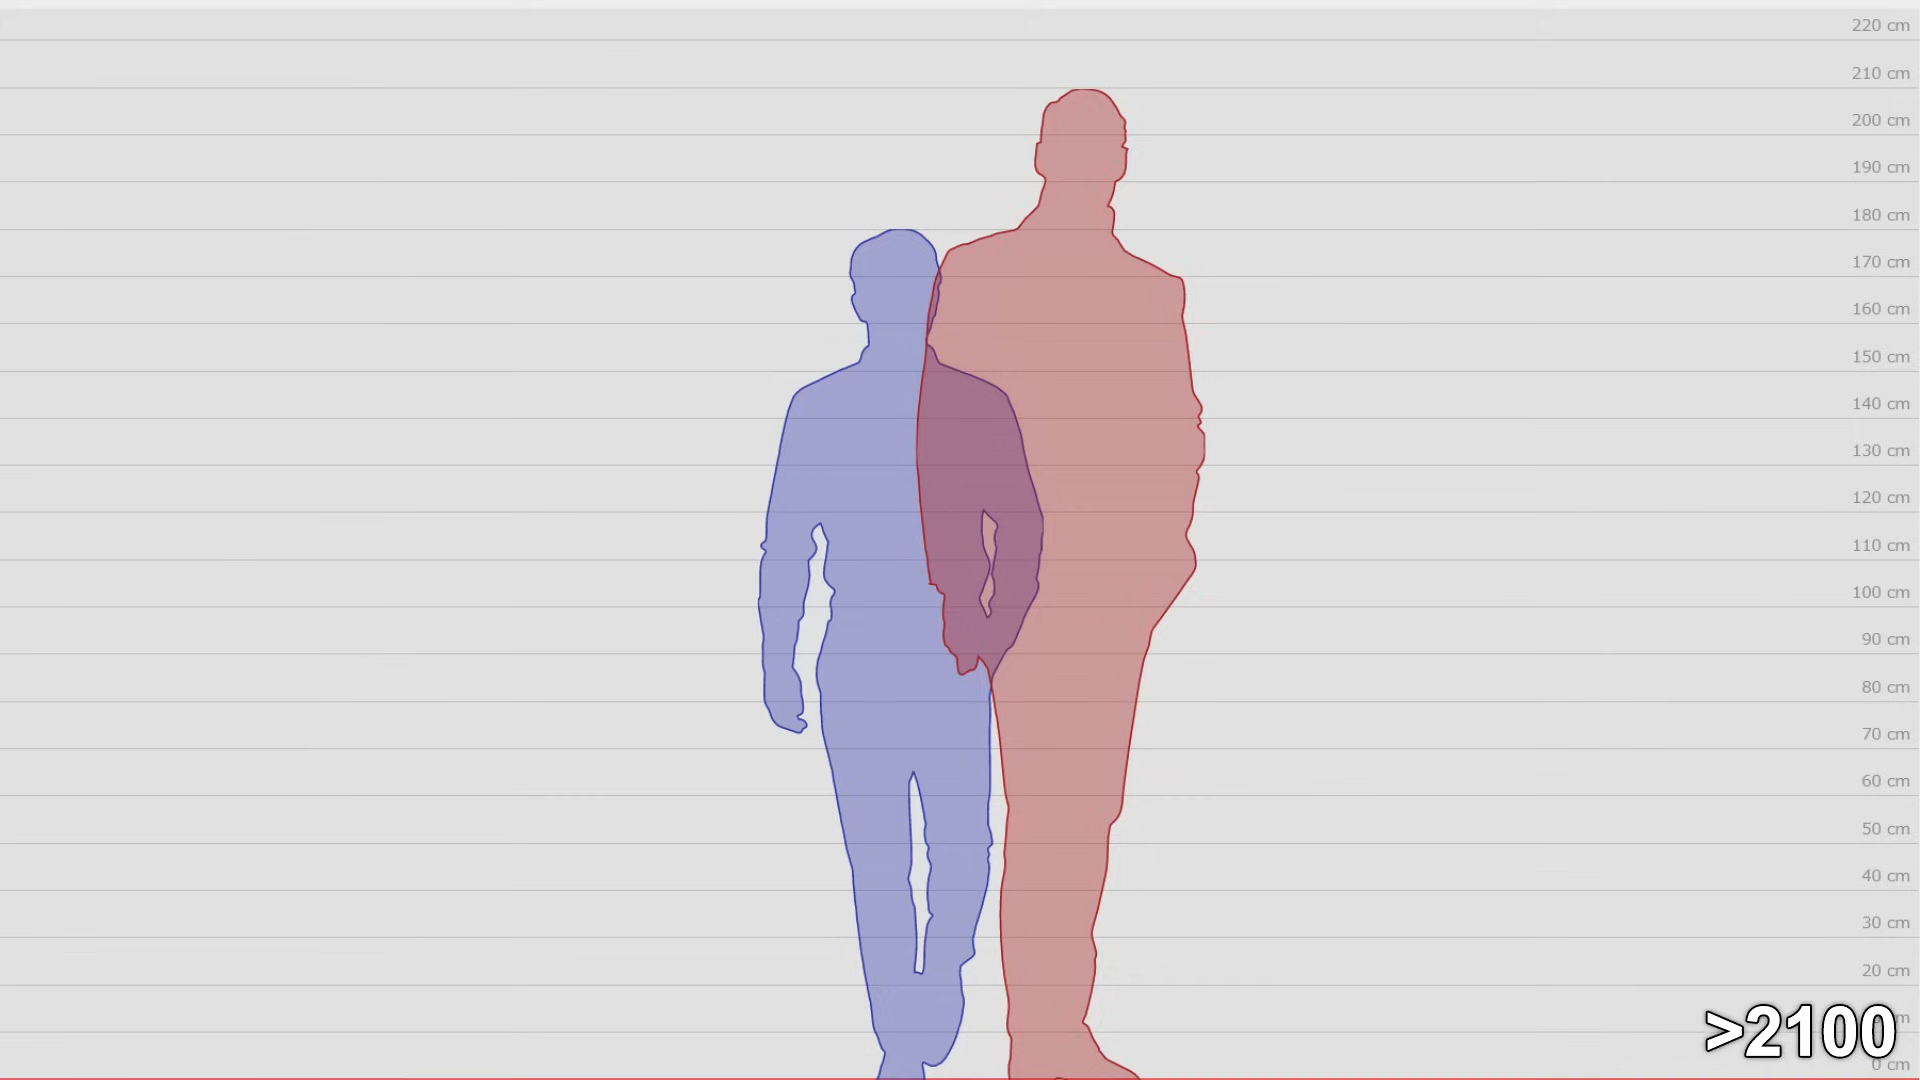 220 cm
210 cm
200 cm
190 cm
180 cm
170 cm
160 cm
150 cm
140 cm
130 cm
120 cm
110 cm
100 cm
90 cm
80 cm
70 cm
60 cm
50 cm
40 cm
30 cm
20 cm
>2100
0 cm